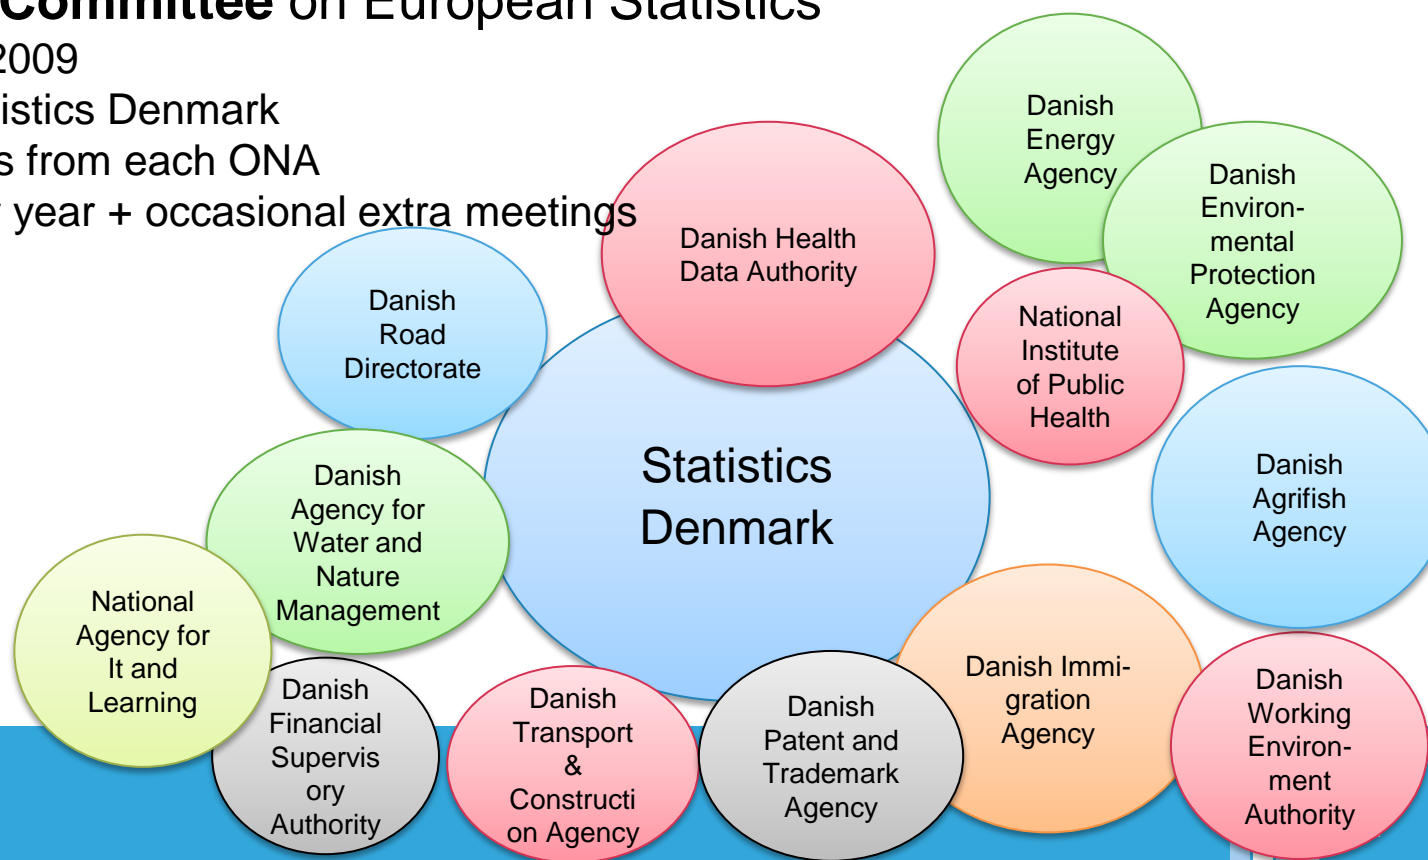 Committee on European Statistics
2009
istics Denmark
s from each ONA
year + occasional extra meetings
Danish
Energy
Agency
Danish
Environ-
mental
Protection
Agency
Danish Health
Data Authority
Danish
Road
Directorate
National
Institute
of Public
Health
Statistics
Denmark
Danish
Agrifish
Agency
Danish
Agency for
Water and
Nature
Management
National
Agency for
It and
Learning
Danish
Financial
Supervis
ory
Authority
Danish
Transport
&
Constructi
on Agency
Danish
Patent and
Trademark
Agency
Danish Immi-
gration
Agency
Danish
Working
Environ-
ment
Authority